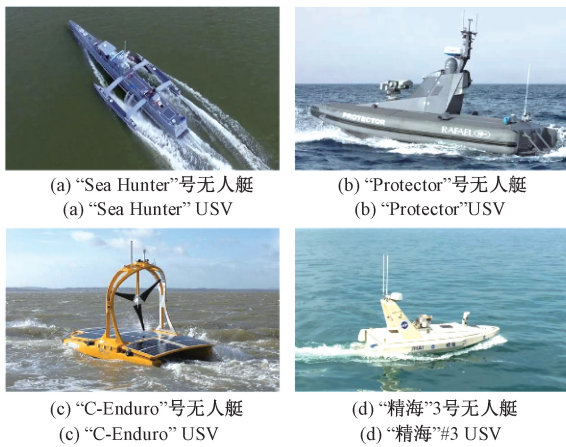 PROTECTOR
RAFAEL
(a) “Sea Hunter”号无人艇
(a) “Sea Hunter” USV
(b) “Protector”号无人艇
(b) “Protector”USV
(c) “C-Enduro”号无人艇
(c) “C-Enduro” USV
(d) “精海”3号无人艇
(d) “精海”#3 USV